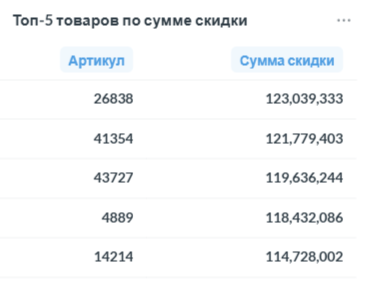 Топ-5 товаров по сумме скидки
Артикул Сумма скидки
26838 123,039,333
41354 121,779,403
43727 119,636,244
4889 118,432,086
14214 114,728,002